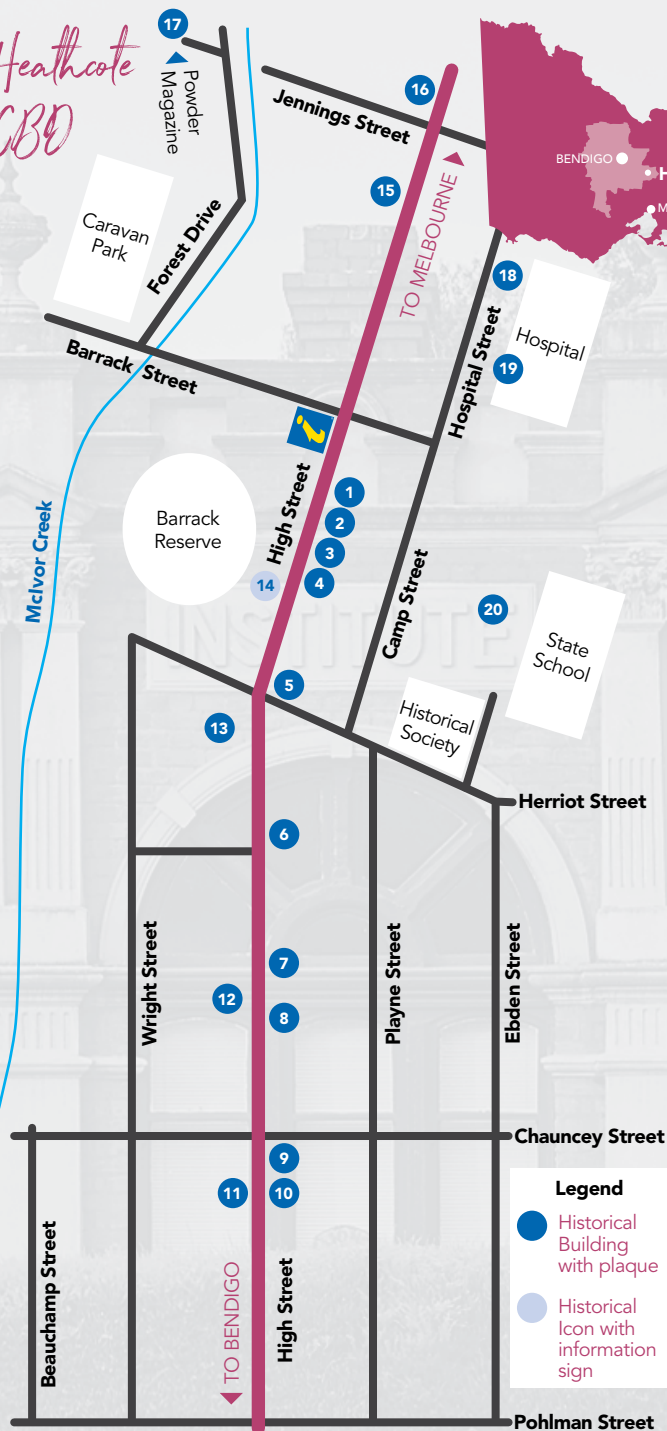 Heathcote
CBD
17
Powder
Magazine
Jennings Street
16
15
TO MELBOURNE
BENDIGO
H
M
Caravan
Park
Forest Drive
Barrack Street
18
Hospital
19
Hospital Street
i
High Street
1
2
3
4
14
Barrack
Reserve
McIvor Creek
INSTITUTE
Camp Street
20
State
School
Historical
Society
5
13
Herriot Street
6
Wright Street
7
12
8
Playne Street
Ebden Street
Chauncey Street
9
11
10
Beauchamp Street
TO BENDIGO
High Street
Legend
Historical
Building
with plaque
Historical
Icon with
information
sign
Pohlman Street